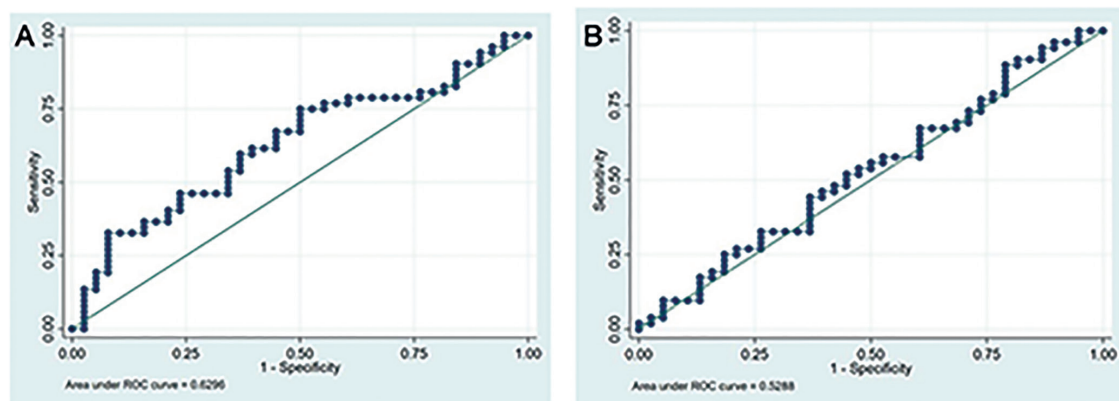 A
1.00
0.75
Sensitivity
0.50
0.25
0.00
0.00 0.25 0.50 0.75 1.00
1 - Specificity
Area under ROC curve = 0.6296
B
1.00
0.75
Sensitivity
0.50
0.25
0.00
0.00 0.25 0.50 0.75 1.00
1 - Specificity
Area under ROC curve = 0.5288